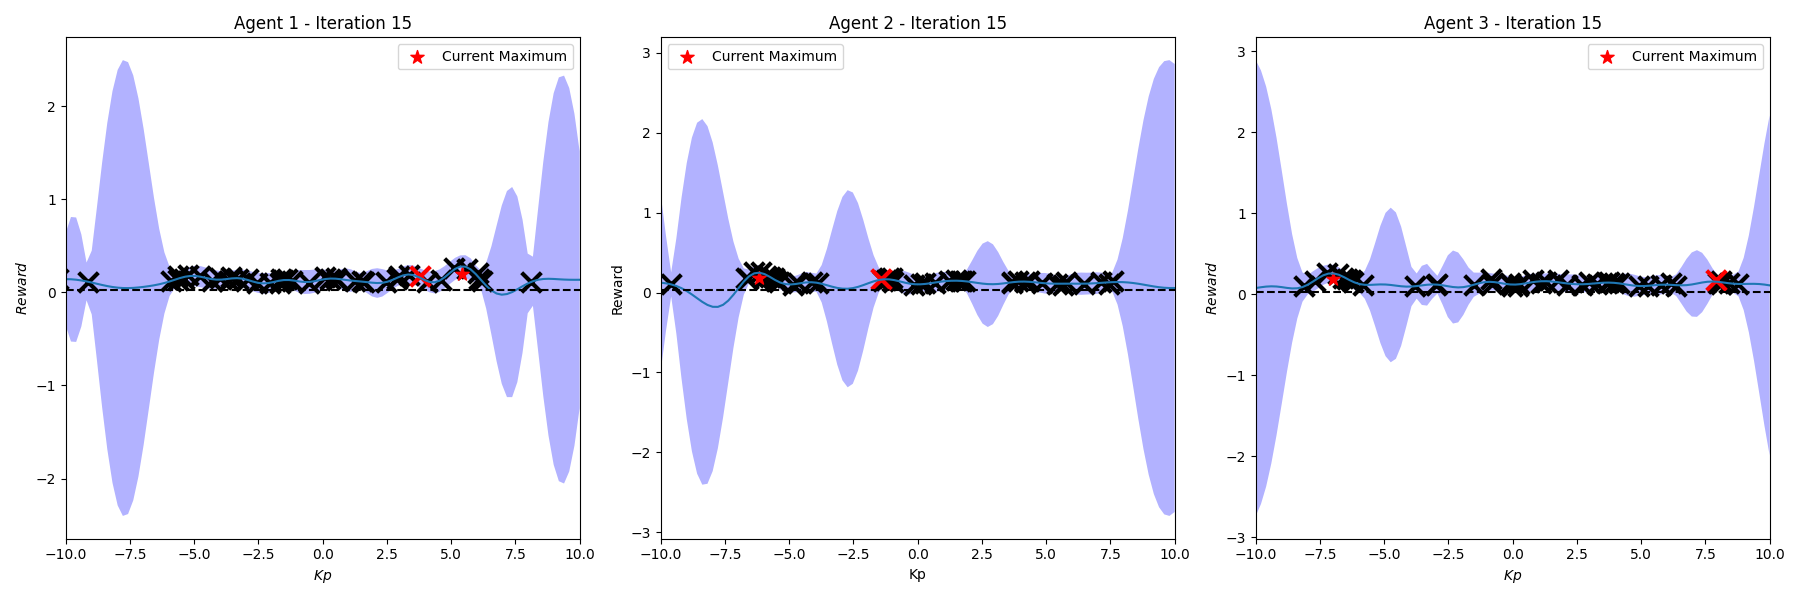 Agent 1 - Iteration 15
Current Maximum
Reward
2
1
0
−1
−2
−10.0 −7.5 −5.0 −2.5 0.0 2.5 5.0 7.5 10.0
Kp
Agent 2 - Iteration 15
Current Maximum
Reward
3
2
1
0
−1
−2
−3
−10.0 −7.5 −5.0 −2.5 0.0 2.5 5.0 7.5 10.0
Kp
Agent 3 - Iteration 15
Current Maximum
Reward
3
2
1
0
−1
−2
−3
−10.0 −7.5 −5.0 −2.5 0.0 2.5 5.0 7.5 10.0
Kp